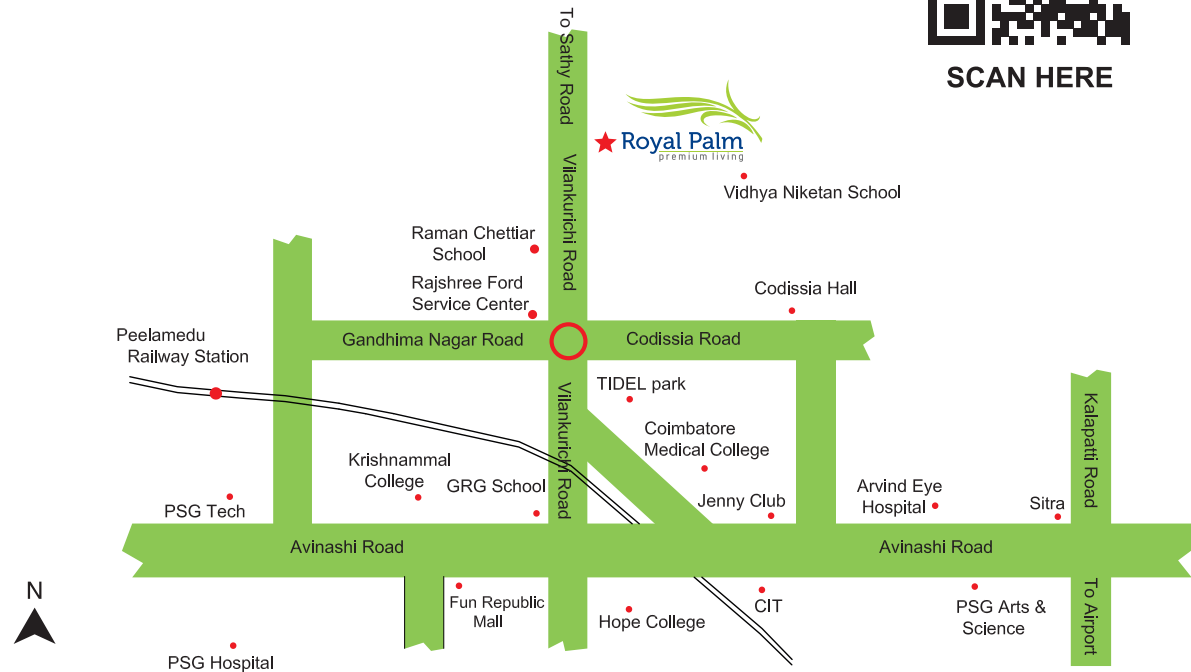 SCAN HERE
To Sathy Road
Royal Palm
premium living
Vilankurichi Road
Vidhya Niketan School
Raman Chettiar
School
Rajshree Ford
Service Center
Codissia Hall
Peelamedu
Railway Station
Gandhima Nagar Road
Codissia Road
TIDEL park
Vilankurichi Road
Coimbatore
Medical College
Kalapatti Road
Krishnammal
College
GRG School
Jenny Club
Arvind Eye
Hospital
Sitra
PSG Tech
Avinashi Road
Avinashi Road
N
Fun Republic
Mall
Hope College
CIT
PSG Arts &
Science
To Airport
PSG Hospital